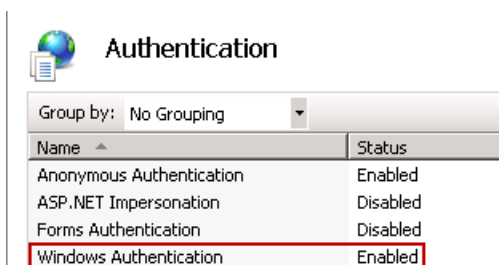 Authentication
Group by: No Grouping
Name Status
Anonymous Authentication Enabled
ASP.NET Impersonation Disabled
Forms Authentication Disabled
Windows Authentication Enabled